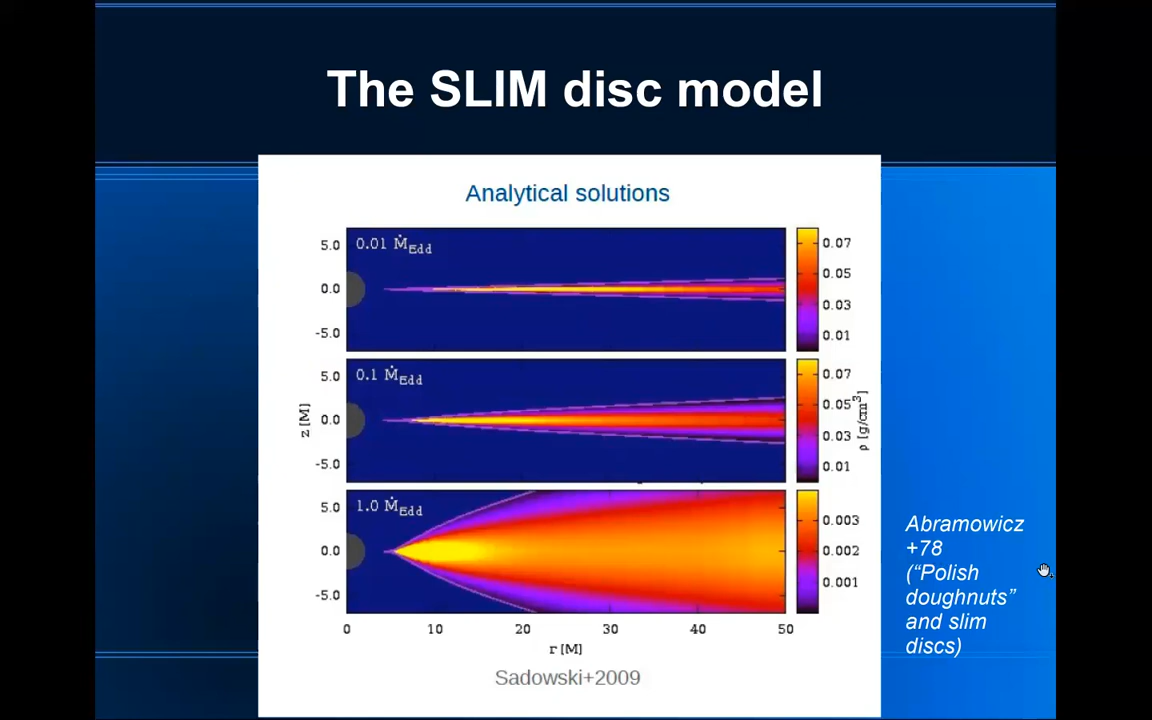 The SLIM disc model
Analytical solutions
0.01 ṀEdd
5.0
0.0
-5.0
0.07
0.05
0.03
0.01
0.1 ṀEdd
5.0
0.0
-5.0
0.07
0.05
0.03
0.01
z [M]
ρ [g/cm³]
1.0 ṀEdd
5.0
0.0
-5.0
0.003
0.002
0.001
0 10 20 30 40 50
r [M]
Sadowski+2009
Abramowicz
+78
(“Polish
doughnuts”
and slim
discs)